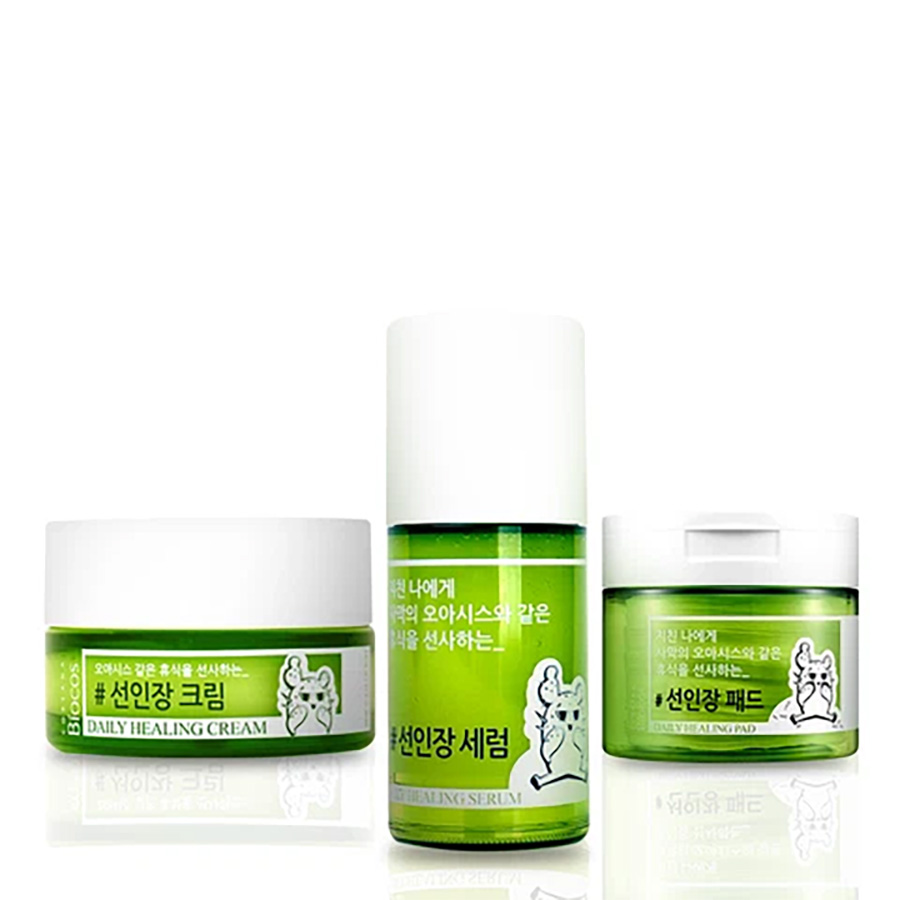 BIOCOS
오아시스 같은 휴식을 선사하는_
# 선인장 크림
DAILY HEALING CREAM
지친 나에게
사막의 오아시스와 같은
휴식을 선사하는_
#선인장 세럼
HEALING SERUM
지친 나에게
사막의 오아시스와 같은
휴식을 선사하는_
# 선인장 패드
DAILY HEALING PAD